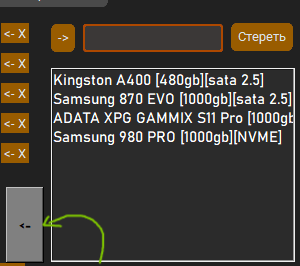 <- X
-> Стереть
<- X
<- X
Kingston A400 [480gb][sata 2.5]
<- X
Samsung 870 EVO [1000gb][sata 2.5]
ADATA XPG GAMMIX S11 Pro [1000gb
<- X
Samsung 980 PRO [1000gb][NVME]
<-